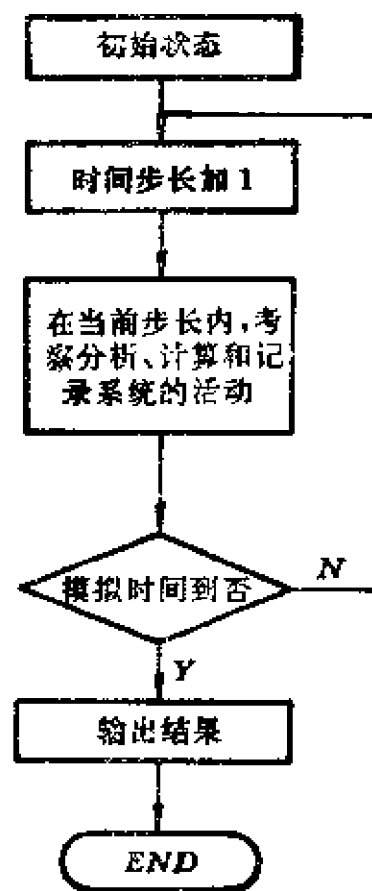 初始状态
时间步长加 1
在当前步长内,考
察分析、计算和记
录系统的活动
模拟时间到否
N
Y
输出结果
END